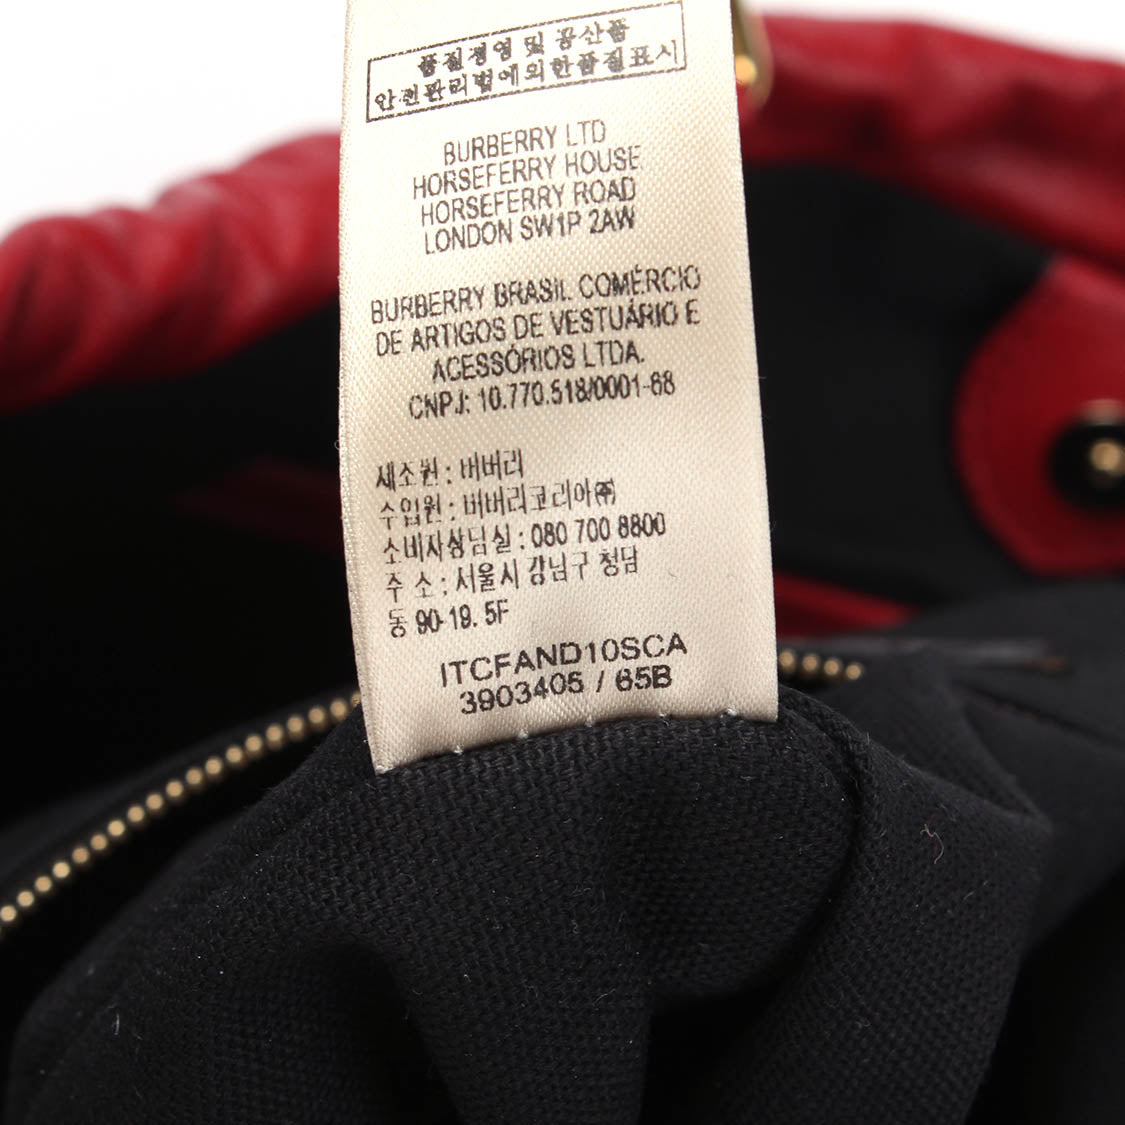 품질경영 및 공산품
안전관리법에의한품질표시
BURBERRY LTD
HORSEFERRY HOUSE
HORSEFERRY ROAD
LONDON SW1P 2AW
BURBERRY BRASIL COMÉRCIO
DE ARTIGOS DE VESTUÁRIO E
ACESSÓRIOS LTDA.
CNPJ: 10.770.518/0001-68
제조원 : 버버리
수입원 : 버버리코리아㈜
소비자상담실 : 080 700 8800
주 소 : 서울시 강남구 청담
동 90-19. 5F
ITCFAND10SCA
3903405 / 65B